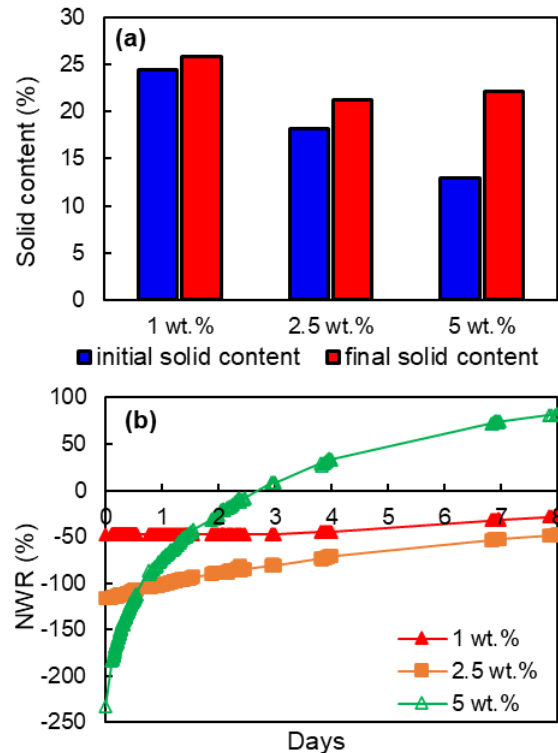 (a)
Solid content (%)
30
25
20
15
10
5
0
1 wt.% 2.5 wt.% 5 wt.%
initial solid content final solid content
(b)
NWR (%)
100
50
0
-50
-100
-150
-200
-250
0 1 2 3 4 5 6 7 8
1 wt.%
2.5 wt.%
5 wt.%
Days